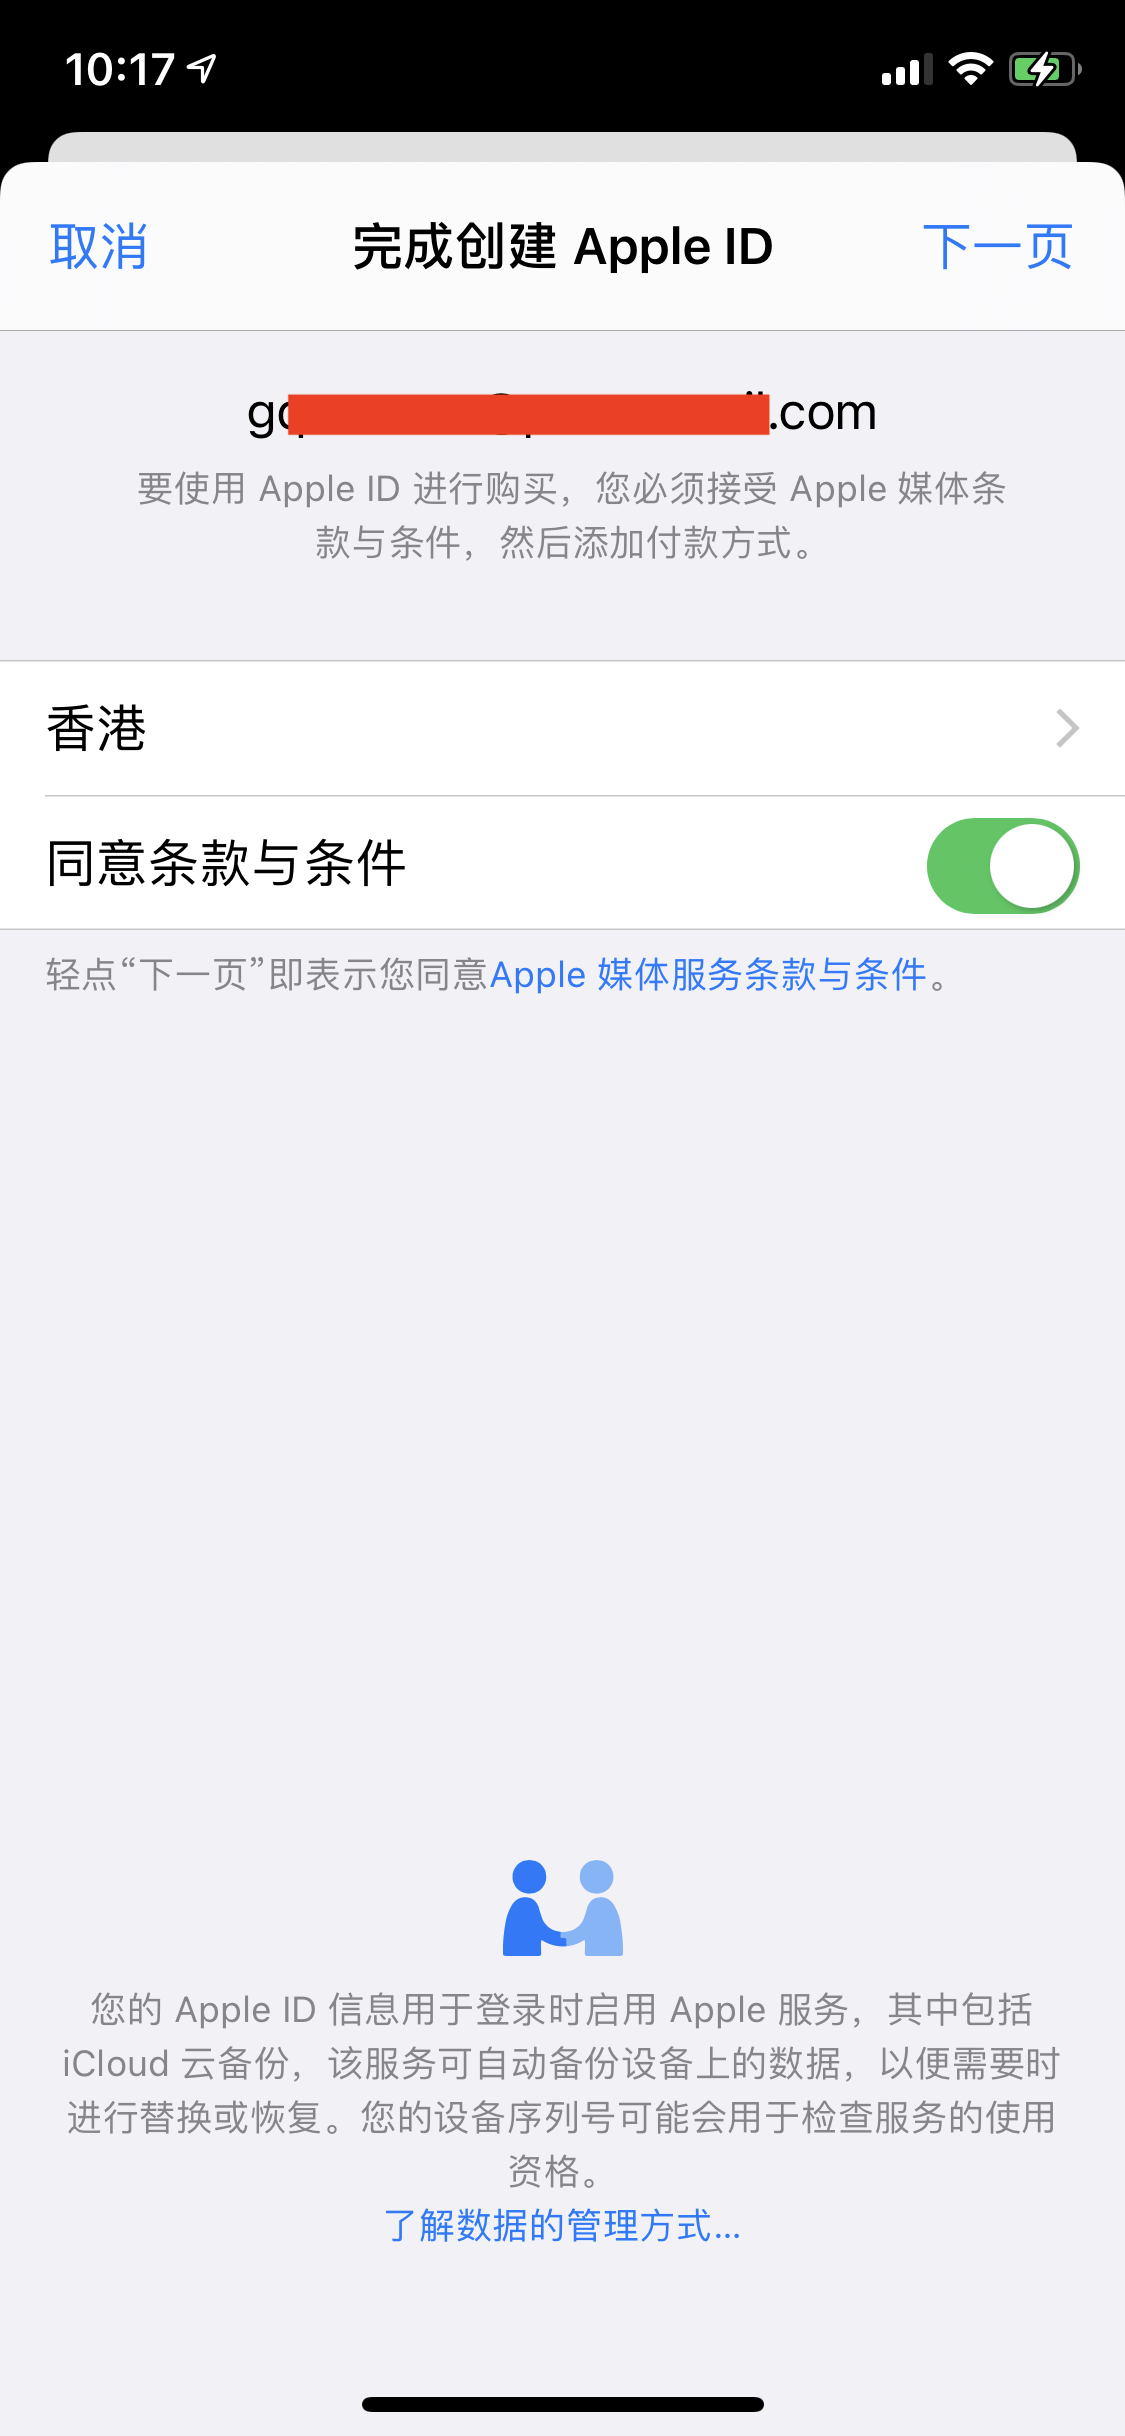 10:17
取消 完成创建 Apple ID 下一页
.com
要使用 Apple ID 进行购买，您必须接受 Apple 媒体条
款与条件，然后添加付款方式。
香港
同意条款与条件
轻点“下一页”即表示您同意Apple 媒体服务条款与条件。
您的 Apple ID 信息用于登录时启用 Apple 服务，其中包括
iCloud 云备份，该服务可自动备份设备上的数据，以便需要时
进行替换或恢复。您的设备序列号可能会用于检查服务的使用
资格。
了解数据的管理方式...